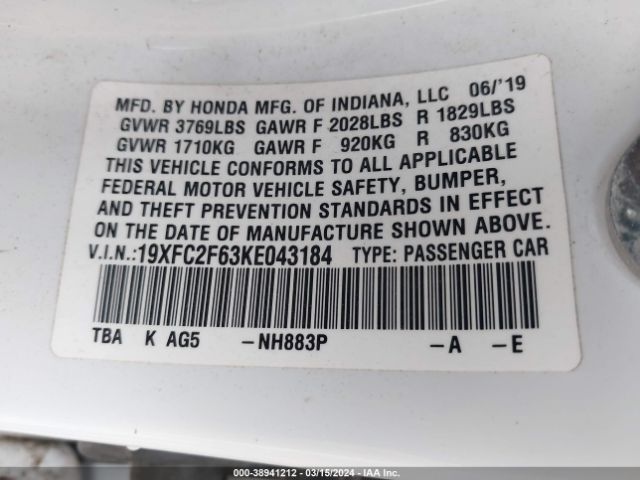 MFD. BY HONDA MFG. OF INDIANA, LLC 06/'19
GVWR 3769LBS GAWR F 2028LBS R 1829LBS
GVWR 1710KG GAWR F 920KG R 830KG
THIS VEHICLE CONFORMS TO ALL APPLICABLE
FEDERAL MOTOR VEHICLE SAFETY, BUMPER,
AND THEFT PREVENTION STANDARDS IN EFFECT
ON THE DATE OF MANUFACTURE SHOWN ABOVE.
V.I.N.:19XFC2F63KE043184 TYPE: PASSENGER CAR
TBA K AG5 -NH883P -A -E
000-38941212 - 03/15/2024 - IAA Inc.